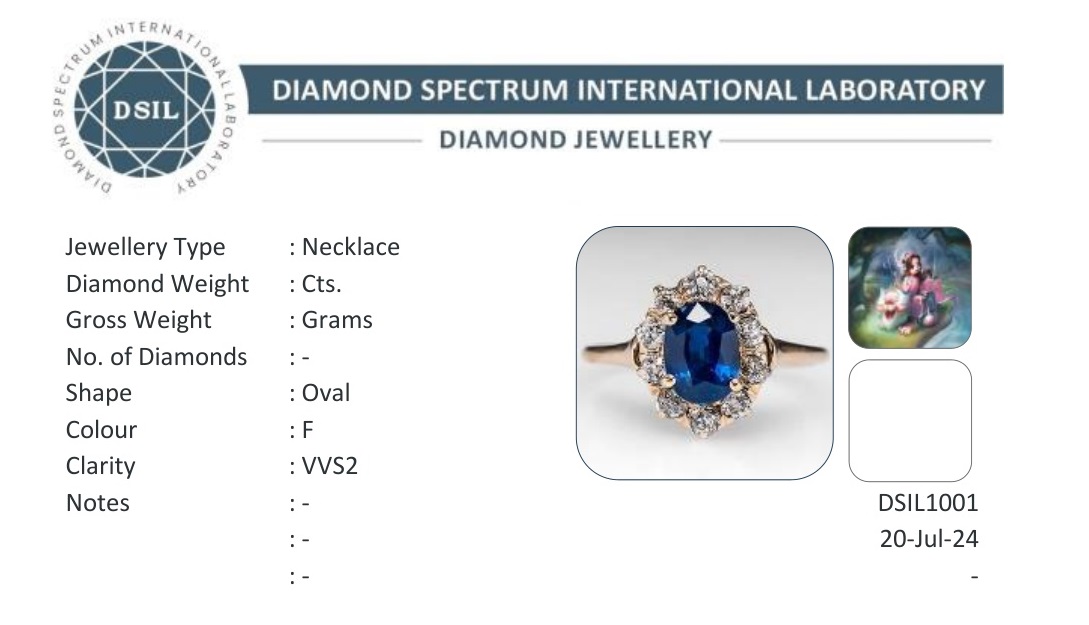 DIAMOND SPECTRUM INTERNATIONAL LABORATORY
DSIL
DIAMOND SPECTRUM INTERNATIONAL LABORATORY
DIAMOND JEWELLERY
Jewellery Type : Necklace
Diamond Weight : Cts.
Gross Weight : Grams
No. of Diamonds : -
Shape : Oval
Colour : F
Clarity : VVS2
Notes : -
: -
: -
DSIL1001
20-Jul-24
-